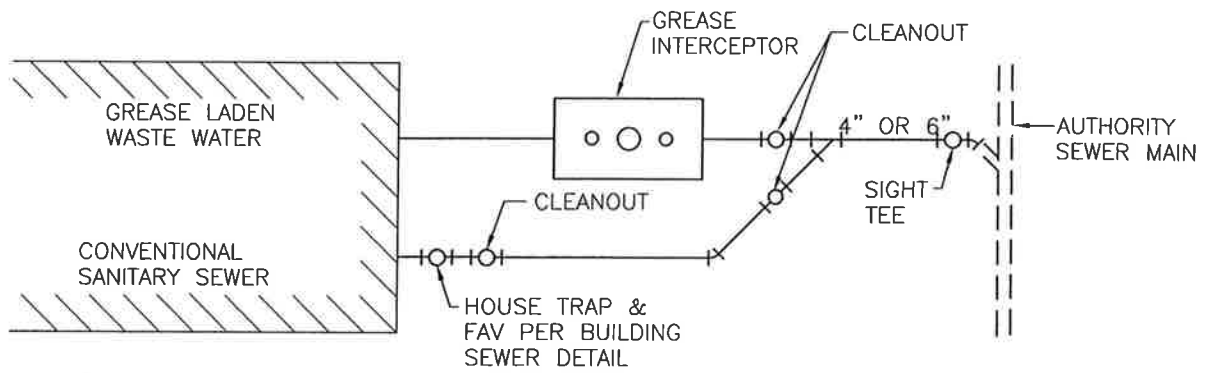 GREASE
INTERCEPTOR
CLEANOUT
GREASE LADEN
WASTE WATER
4" OR 6"
AUTHORITY
SEWER MAIN
SIGHT
TEE
CLEANOUT
CONVENTIONAL
SANITARY SEWER
HOUSE TRAP &
FAV PER BUILDING
SEWER DETAIL